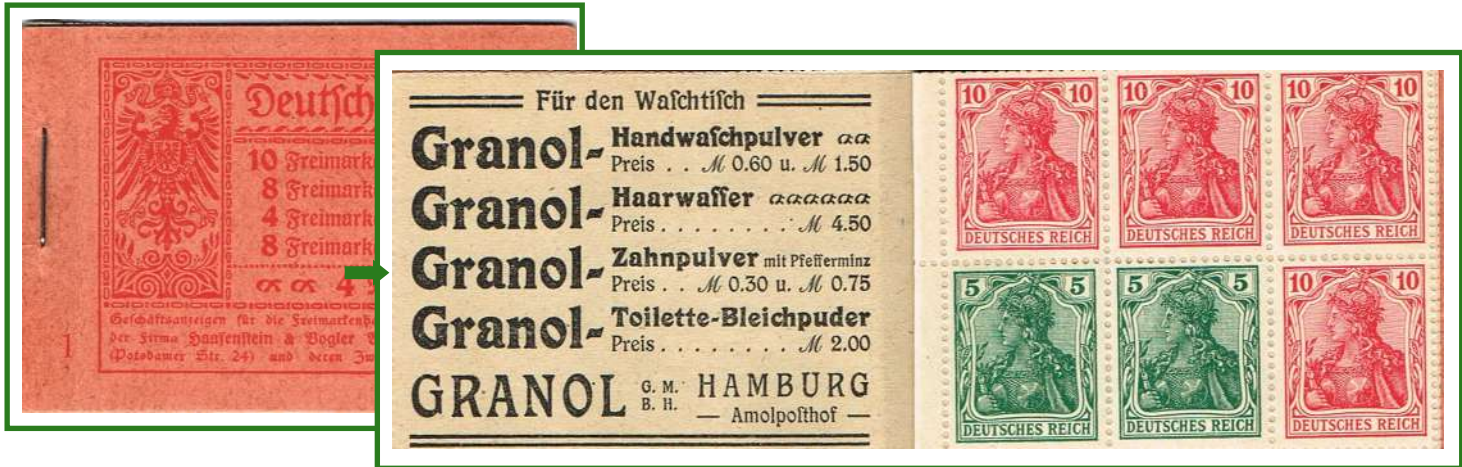 Deutsch
10 Freimark
8 Freimark
4 Freimark
8 Freimark
4
Geschäftsanzeigen für die Freimarkenh
der Firma Haasenstein & Vogler
(Potsdamer Str. 24) und deren Zw
1
Für den Waſchtiſch
Granol- Handwaſchpulver
Preis . . ℳ 0.60 u. ℳ 1.50
Granol- Haarwaſſer
Preis . . . . . . . . ℳ 4.50
Granol- Zahnpulver mit Pfefferminz
Preis . . ℳ 0.30 u. ℳ 0.75
Granol- Toilette-Bleichpuder
Preis . . . . . . . . ℳ 2.00
GRANOL G. M. B. H. HAMBURG
— Amolpoſthof —
10 10 10 10 10 10
DEUTSCHES REICH DEUTSCHES REICH DEUTSCHES REICH
5 5 5 5 10 10
DEUTSCHES REICH DEUTSCHES REICH DEUTSCHES REICH